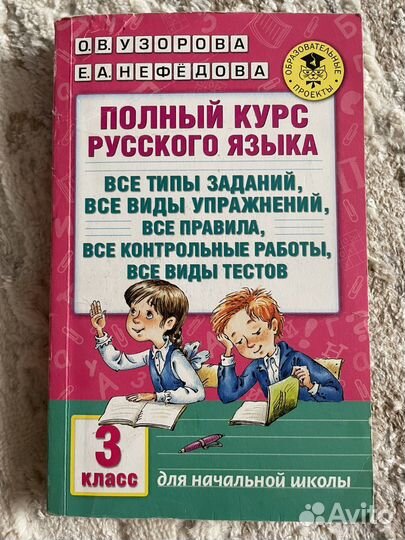 О.В. УЗОРОВА
Е.А. НЕФЁДОВА
ОБРАЗОВАТЕЛЬНЫЕ
ПРОЕКТЫ
ПОЛНЫЙ КУРС
РУССКОГО ЯЗЫКА
ВСЕ ТИПЫ ЗАДАНИЙ,
ВСЕ ВИДЫ УПРАЖНЕНИЙ,
ВСЕ ПРАВИЛА,
ВСЕ КОНТРОЛЬНЫЕ РАБОТЫ,
ВСЕ ВИДЫ ТЕСТОВ
3
класс
для начальной школы
Avito